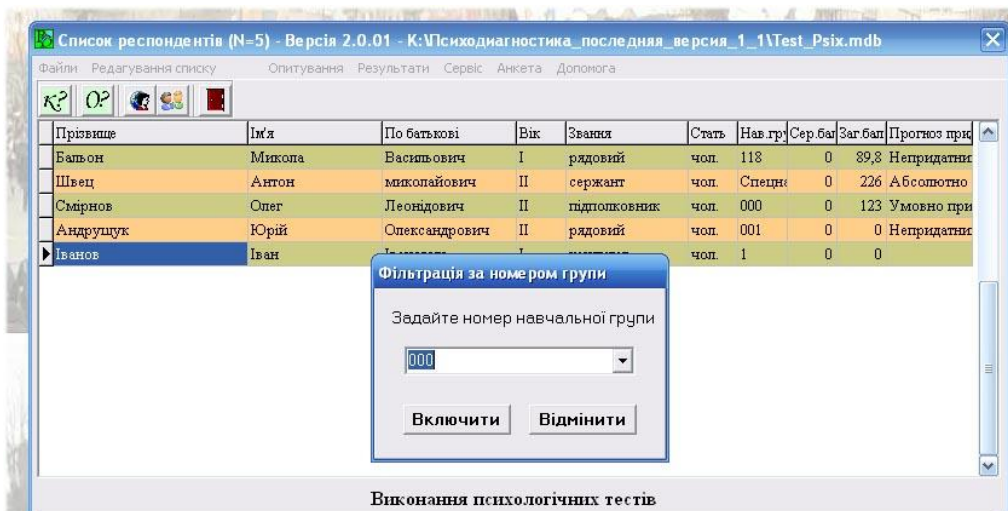 Список респондентів (N=5) - Версія 2.0.01 - K:\Психодиагностика_последняя_версия_1_1\Test_Psix.mdb
Файли Редагування списку Опитування Результати Сервіс Анкета Допомога
К? О?
Прізвище Ім'я По батькові Вік Звання Стать Нав.гру Сер.бал Заг.бал Прогноз при
Бальон Микола Васильович I рядовий чол. 118 0 89,8 Непридатни
Швец Антон миколайович II сержант чол. Спецна 0 226 Абсолютно
Смірнов Олег Леонідович II підполковник чол. 000 0 123 Умовно при
Андрущук Юрій Олександрович II рядовий чол. 001 0 0 Непридатни
Іванов Іван чол. 1 0 0
Фільтрація за номером групи
Задайте номер навчальної групи
000
Включити Відмінити
Виконання психологічних тестів